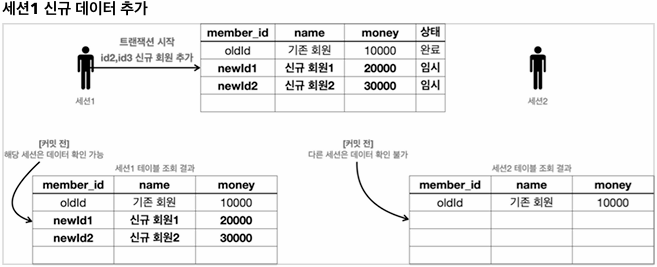 세션1 신규 데이터 추가
member_id name money 상태
oldId 기존 회원 10000 완료
newId1 신규 회원1 20000 임시
newId2 신규 회원2 30000 임시
트랜잭션 시작
id2,id3 신규 회원 추가
세션1
세션2
[커밋 전]
해당 세션은 데이터 확인 가능
세션1 테이블 조회 결과
member_id name money
oldId 기존 회원 10000
newId1 신규 회원1 20000
newId2 신규 회원2 30000
[커밋 전]
다른 세션은 데이터 확인 불가
세션2 테이블 조회 결과
member_id name money
oldId 기존 회원 10000